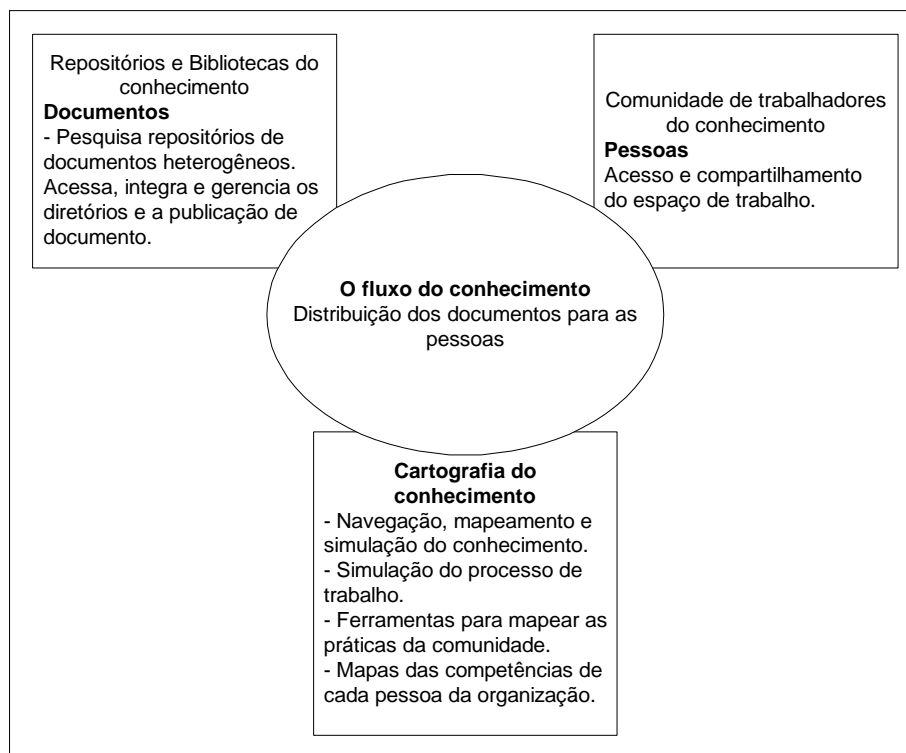 Repositórios e Bibliotecas do
conhecimento
Documentos
- Pesquisa repositórios de
documentos heterogêneos.
Acessa, integra e gerencia os
diretórios e a publicação de
documento.
Comunidade de trabalhadores
do conhecimento
Pessoas
Acesso e compartilhamento
do espaço de trabalho.
O fluxo do conhecimento
Distribuição dos documentos para as
pessoas
Cartografia do
conhecimento
- Navegação, mapeamento e
simulação do conhecimento.
- Simulação do processo de
trabalho.
- Ferramentas para mapear as
práticas da comunidade.
- Mapas das competências de
cada pessoa da organização.